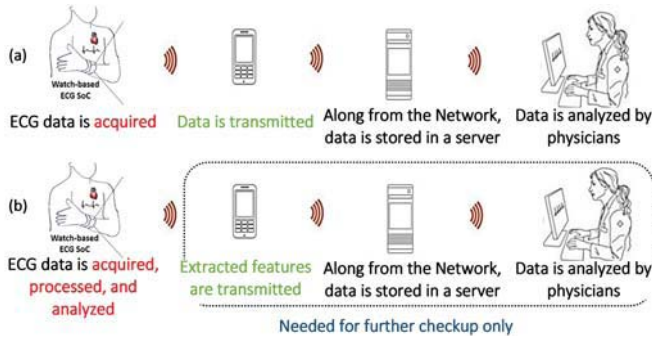 (a)
Watch-based
ECG SoC
ECG data is acquired
Data is transmitted
Along from the Network,
data is stored in a server
Data is analyzed by
physicians
(b)
Watch-based
ECG SoC
ECG data is acquired,
processed, and
analyzed
Extracted features
are transmitted
Along from the Network,
data is stored in a server
Data is analyzed by
physicians
Needed for further checkup only